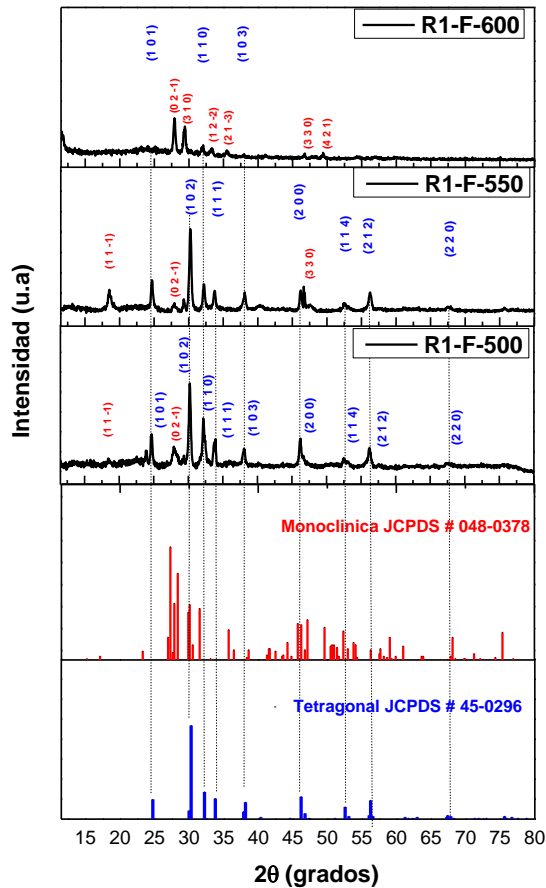 R1-F-600
(1 0 1)
(1 1 0)
(1 0 3)
(0 2 -1)
(3 1 0)
(1 2 -2)
(2 1 -3)
(3 3 0)
(4 2 1)
R1-F-550
(1 0 2)
(1 1 1)
(2 0 0)
(1 1 4)
(2 1 2)
(2 2 0)
(1 1 -1)
(0 2 -1)
(3 3 0)
R1-F-500
(1 0 2)
(1 1 -1)
(1 0 1)
(0 2 -1)
(1 1 0)
(1 1 1)
(1 0 3)
(2 0 0)
(1 1 4)
(2 1 2)
(2 2 0)
Monoclinica JCPDS # 048-0378
Tetragonal JCPDS # 45-0296
15 20 25 30 35 40 45 50 55 60 65 70 75 80
2θ (grados)
Intensidad (u.a)